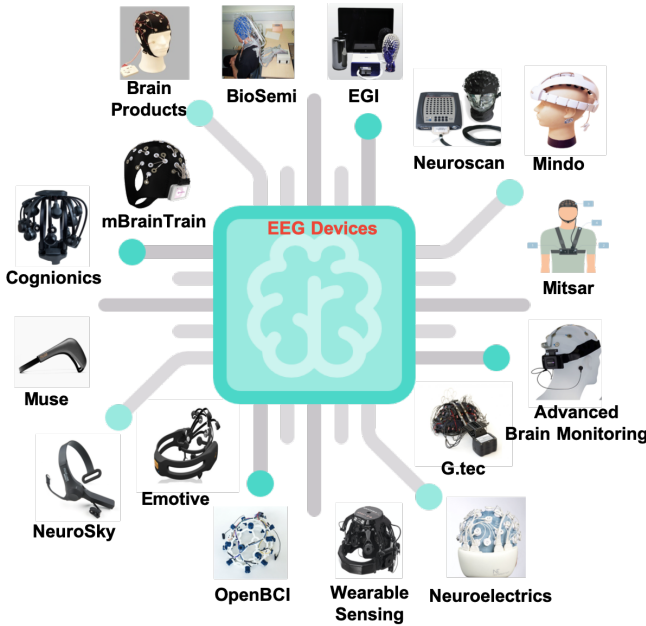 Brain
Products
BioSemi
EGI
Neuroscan
Mindo
mBrainTrain
EEG Devices
Cognionics
Mitsar
Muse
Advanced
Brain Monitoring
G.tec
Emotive
NeuroSky
OpenBCI
Wearable
Sensing
Neuroelectrics